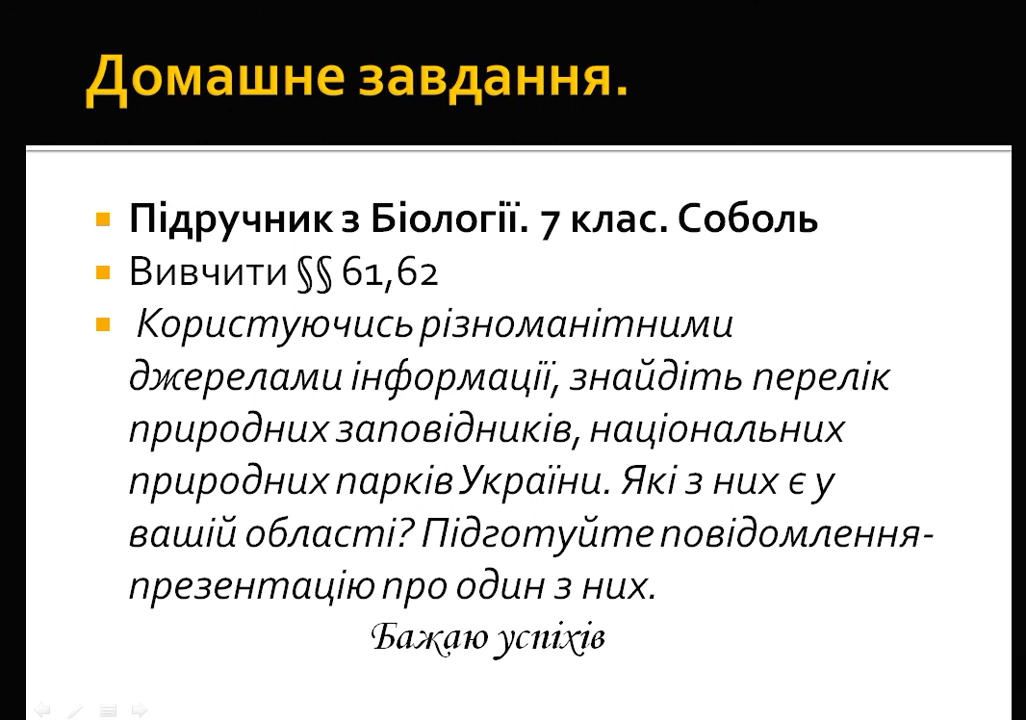 Домашнє завдання.
Підручник з Біології. 7 клас. Соболь
Вивчити §§ 61,62
Користуючись різноманітними
джерелами інформації, знайдіть перелік
природних заповідників, національних
природних парків України. Які з них є у
вашій області? Підготуйте повідомлення-
презентацію про один з них.
Бажаю успіхів